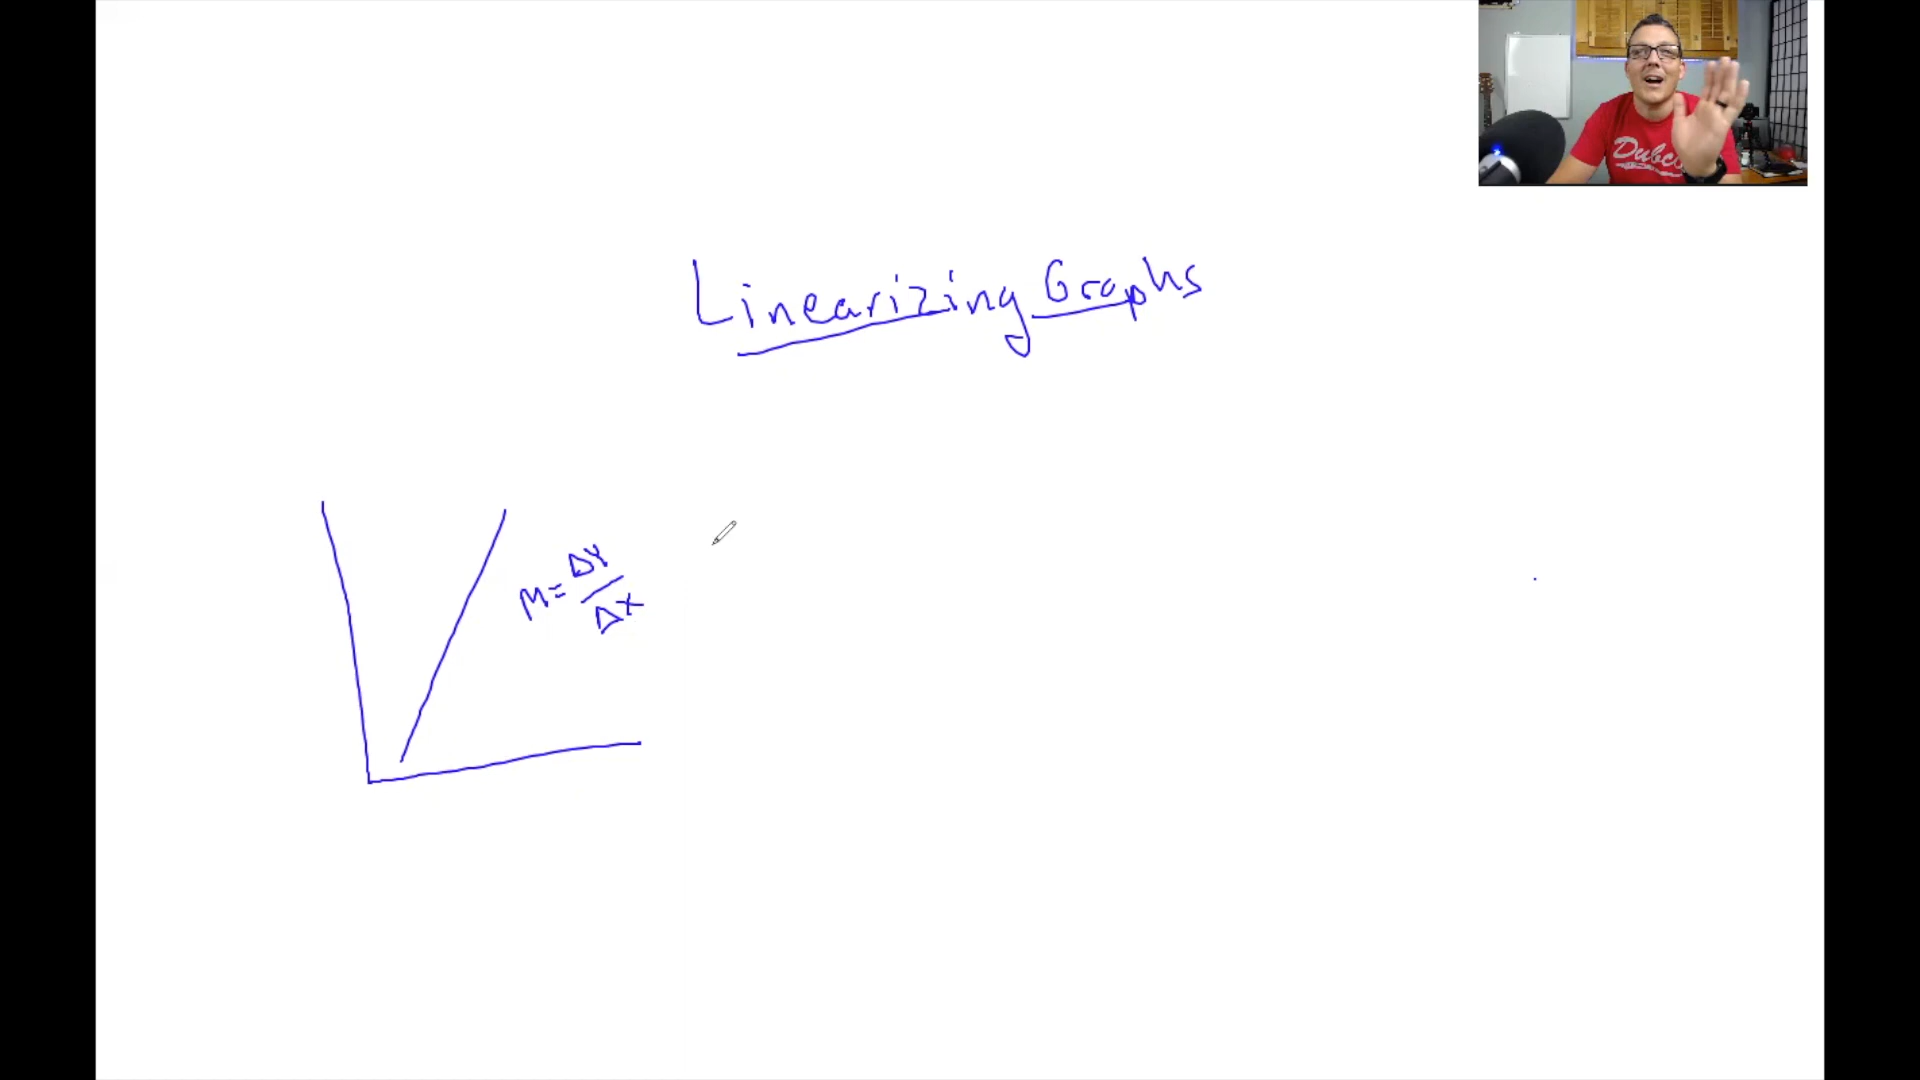 Linearizing Graphs
M = ΔY/ΔX